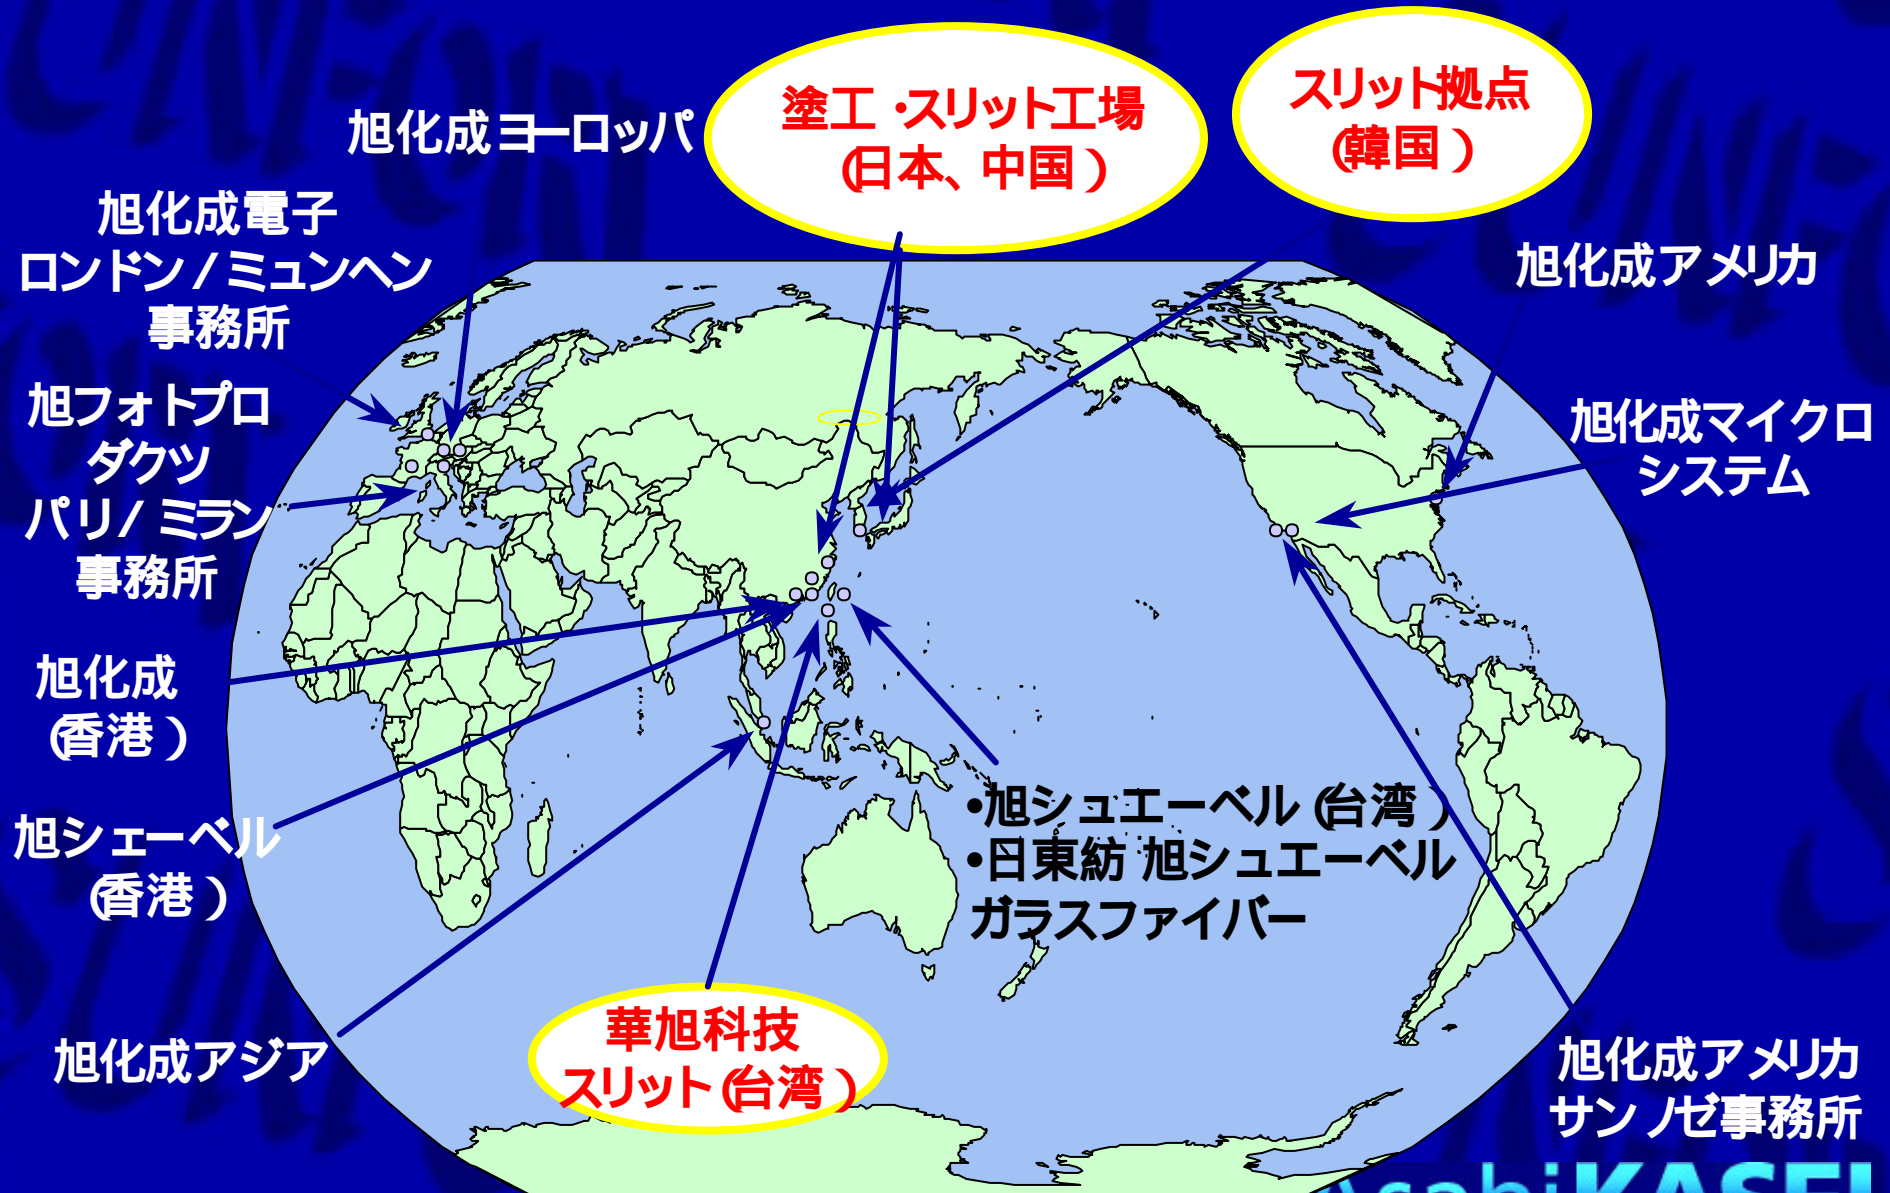 塗工・スリット工場
(日本、中国)
スリット拠点
(韓国)
旭化成ヨーロッパ
旭化成電子
ロンドン/ミュンヘン
事務所
旭化成アメリカ
旭フォトプロ
ダクツ
パリ/ミラン
事務所
旭化成マイクロ
システム
旭化成
(香港)
旭シェーベル
(香港)
•旭シュエーベル(台湾)
•日東紡 旭シュエーベル
ガラスファイバー
旭化成アジア
華旭科技
スリット(台湾)
旭化成アメリカ
サンノゼ事務所
AsahiKASEI